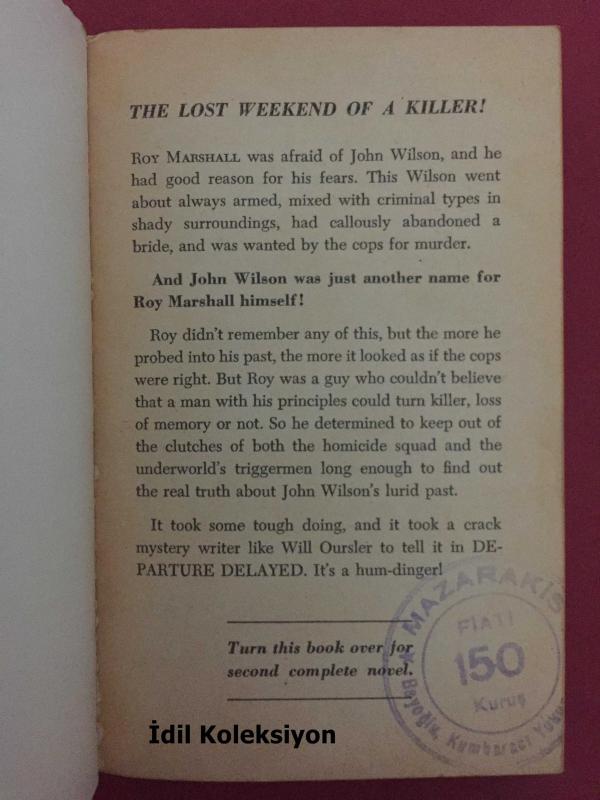 THE LOST WEEKEND OF A KILLER!
ROY MARSHALL was afraid of John Wilson, and he
had good reason for his fears. This Wilson went
about always armed, mixed with criminal types in
shady surroundings, had callously abandoned a
bride, and was wanted by the cops for murder.
And John Wilson was just another name for
Roy Marshall himself!
Roy didn't remember any of this, but the more he
probed into his past, the more it looked as if the cops
were right. But Roy was a guy who couldn't believe
that a man with his principles could turn killer, loss
of memory or not. So he determined to keep out of
the clutches of both the homicide squad and the
underworld's triggermen long enough to find out
the real truth about John Wilson's lurid past.
It took some tough doing, and it took a crack
mystery writer like Will Oursler to tell it in DE-
PARTURE DELAYED. It's a hum-dinger!
Turn this book over for
second complete novel.
MAZARAKİS
FİATI
150
Kuruş
Beyoğlu, Kumbaracı
İdil Koleksiyon